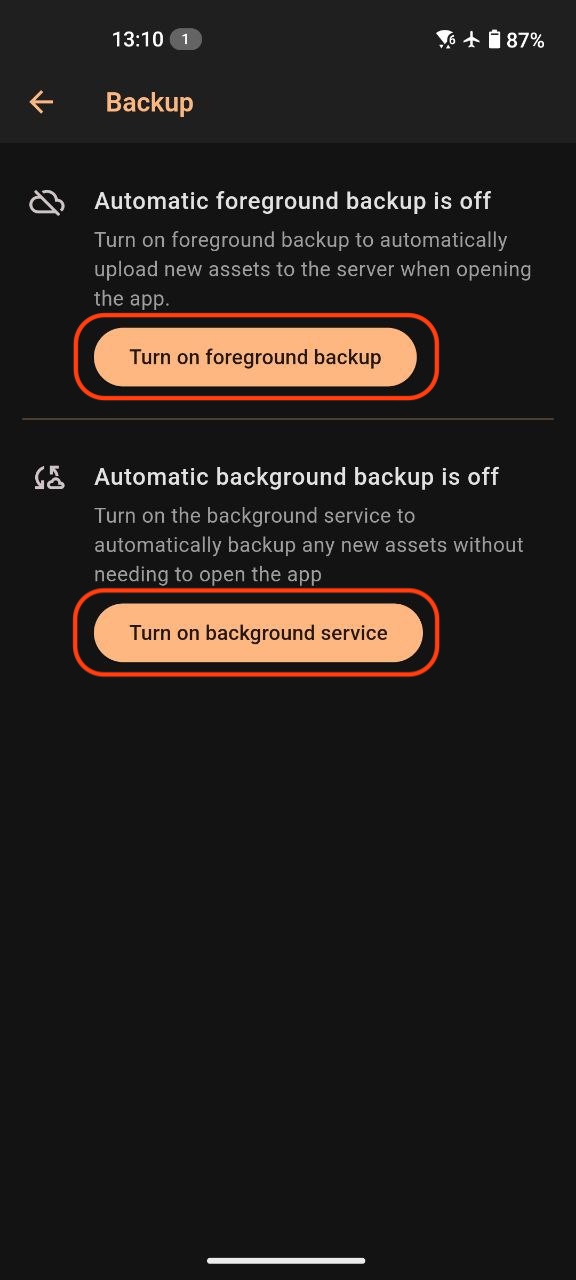 13:10 1 6 87%
Backup
Automatic foreground backup is off
Turn on foreground backup to automatically
upload new assets to the server when opening
the app.
Turn on foreground backup
Automatic background backup is off
Turn on the background service to
automatically backup any new assets without
needing to open the app
Turn on background service